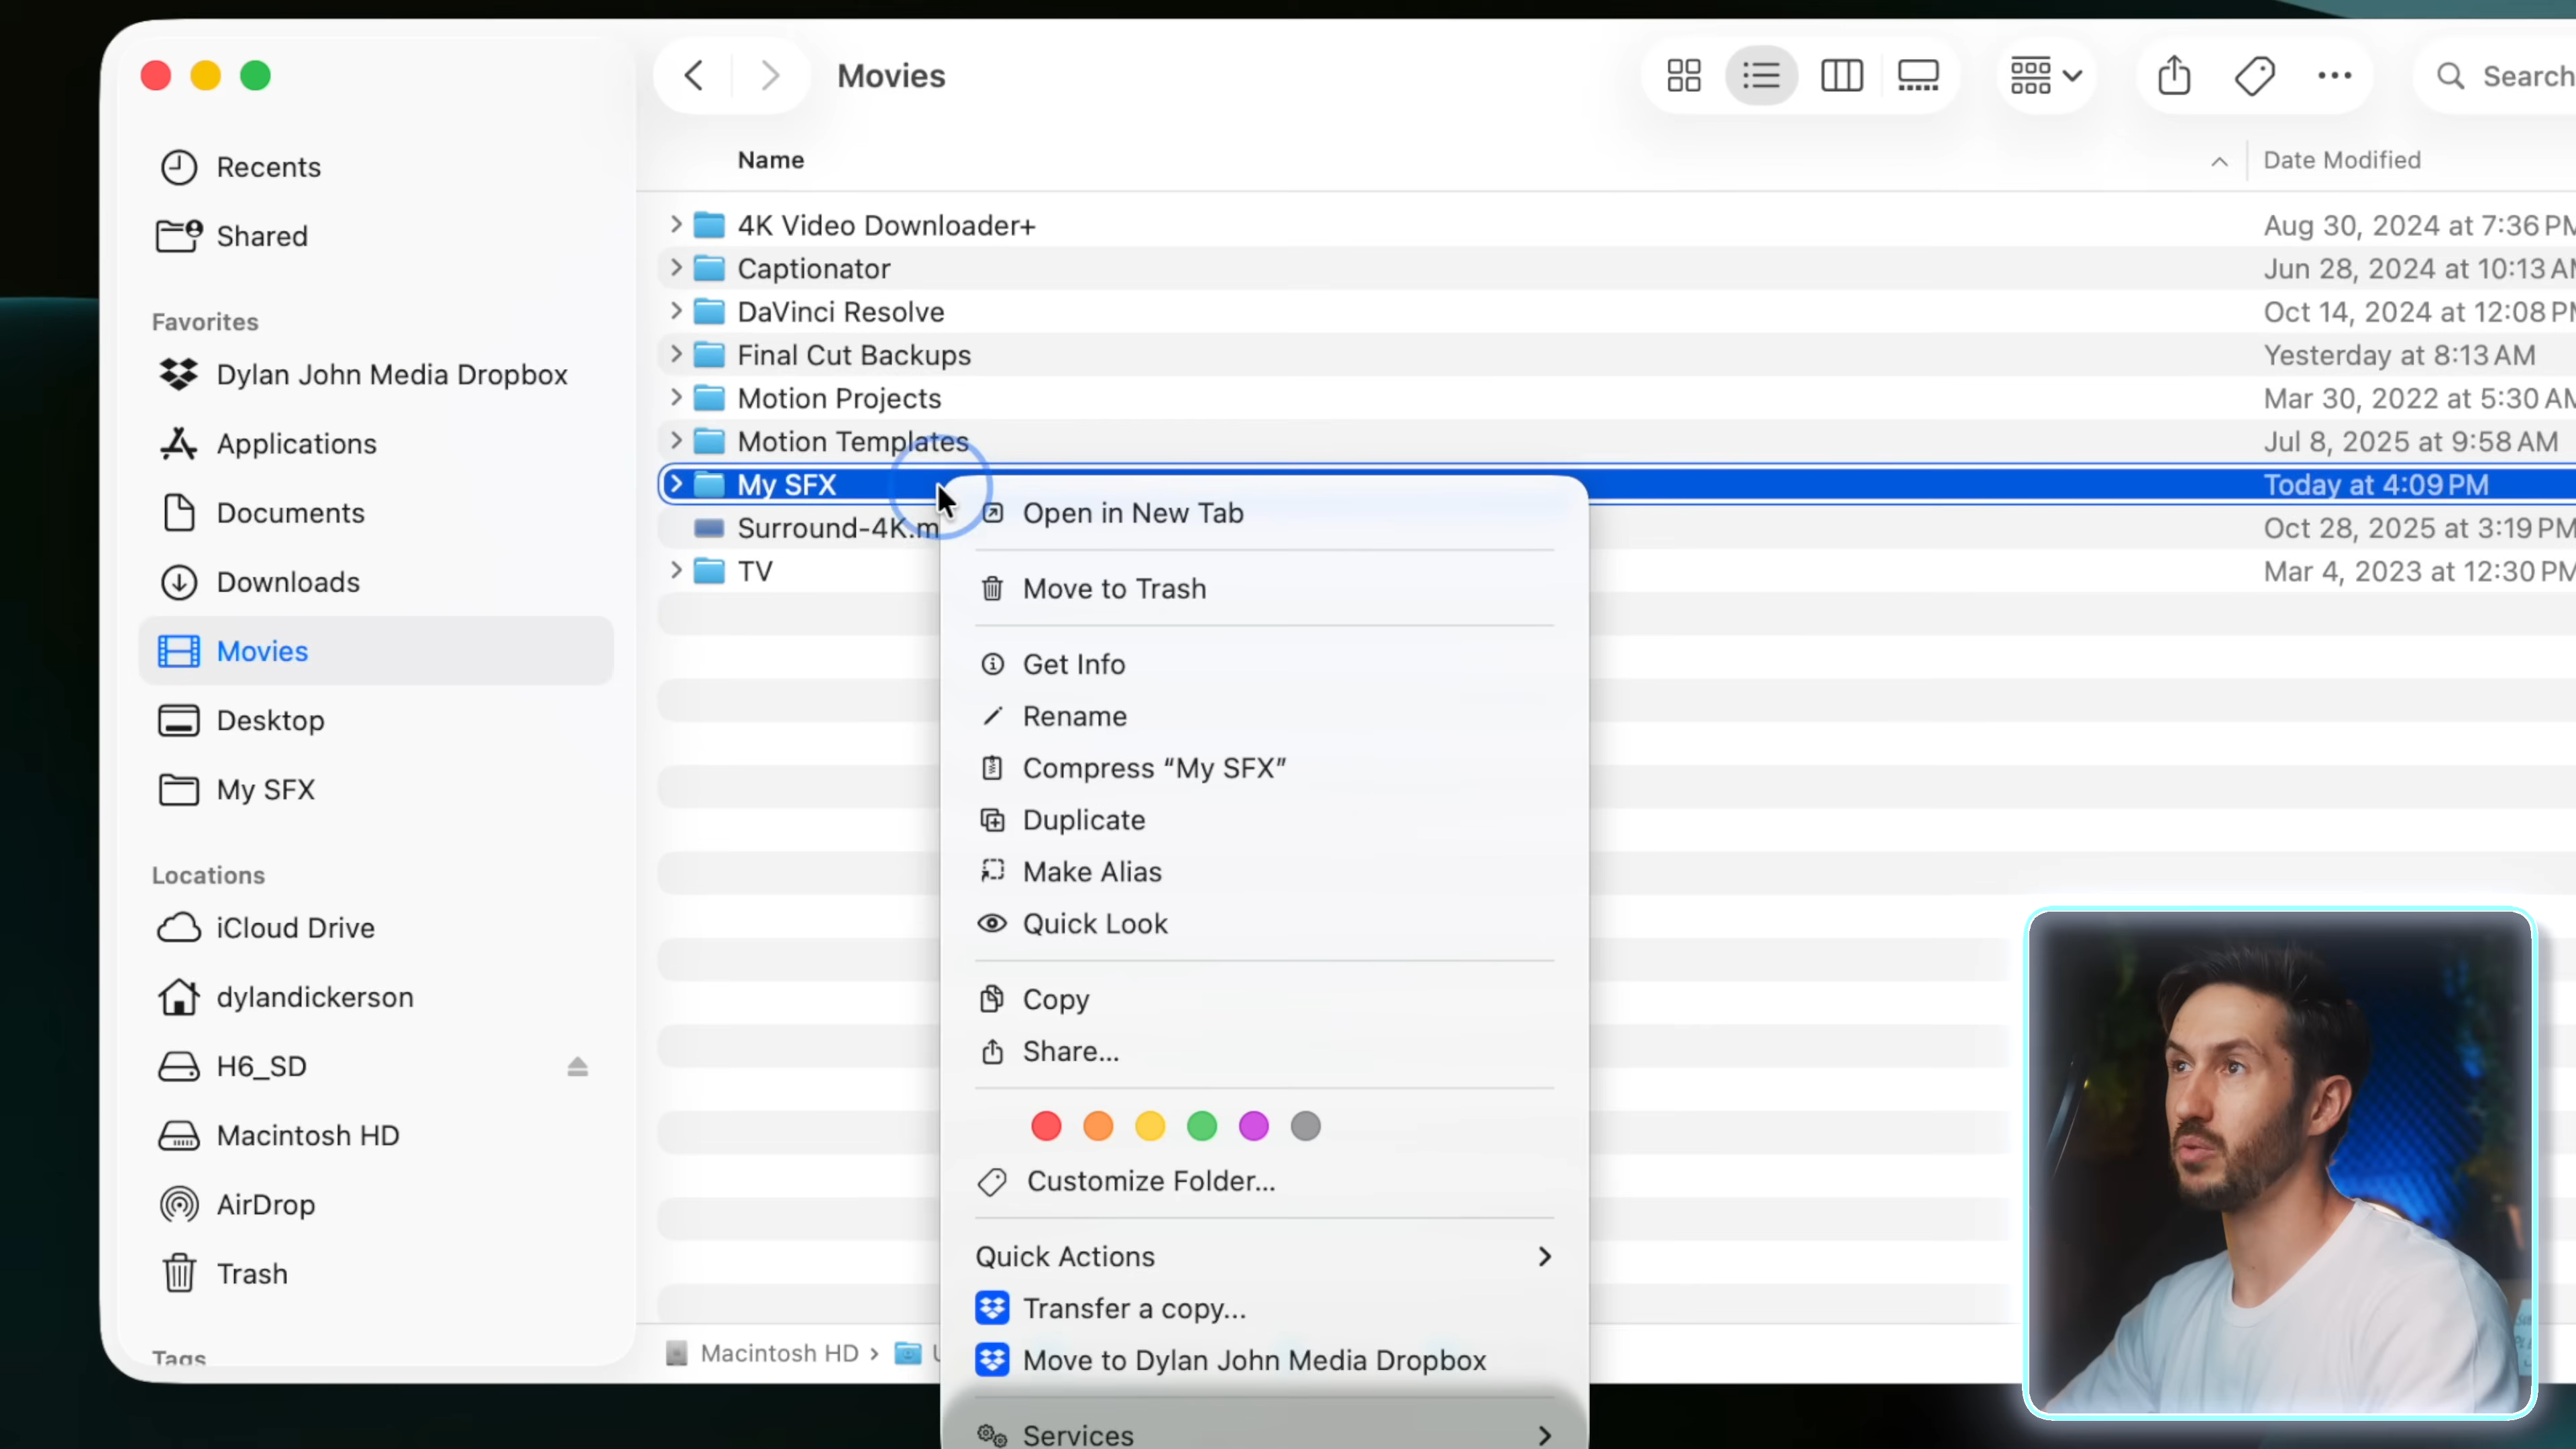 Movies
Search
Recents
Shared
Favorites
Dylan John Media Dropbox
Applications
Documents
Downloads
Movies
Desktop
My SFX
Locations
iCloud Drive
dylandickerson
H6_SD
Macintosh HD
AirDrop
Trash
Tags
Name
Date Modified
4K Video Downloader+
Aug 30, 2024 at 7:36 PM
Captionator
Jun 28, 2024 at 10:13 AM
DaVinci Resolve
Oct 14, 2024 at 12:08 PM
Final Cut Backups
Yesterday at 8:13 AM
Motion Projects
Mar 30, 2022 at 5:30 AM
Motion Templates
Jul 8, 2025 at 9:58 AM
My SFX
Today at 4:09 PM
Surround-4K.m
Oct 28, 2025 at 3:19 PM
TV
Mar 4, 2023 at 12:30 PM
Open in New Tab
Move to Trash
Get Info
Rename
Compress “My SFX”
Duplicate
Make Alias
Quick Look
Copy
Share...
Customize Folder...
Quick Actions
Transfer a copy...
Move to Dylan John Media Dropbox
Services
Macintosh HD